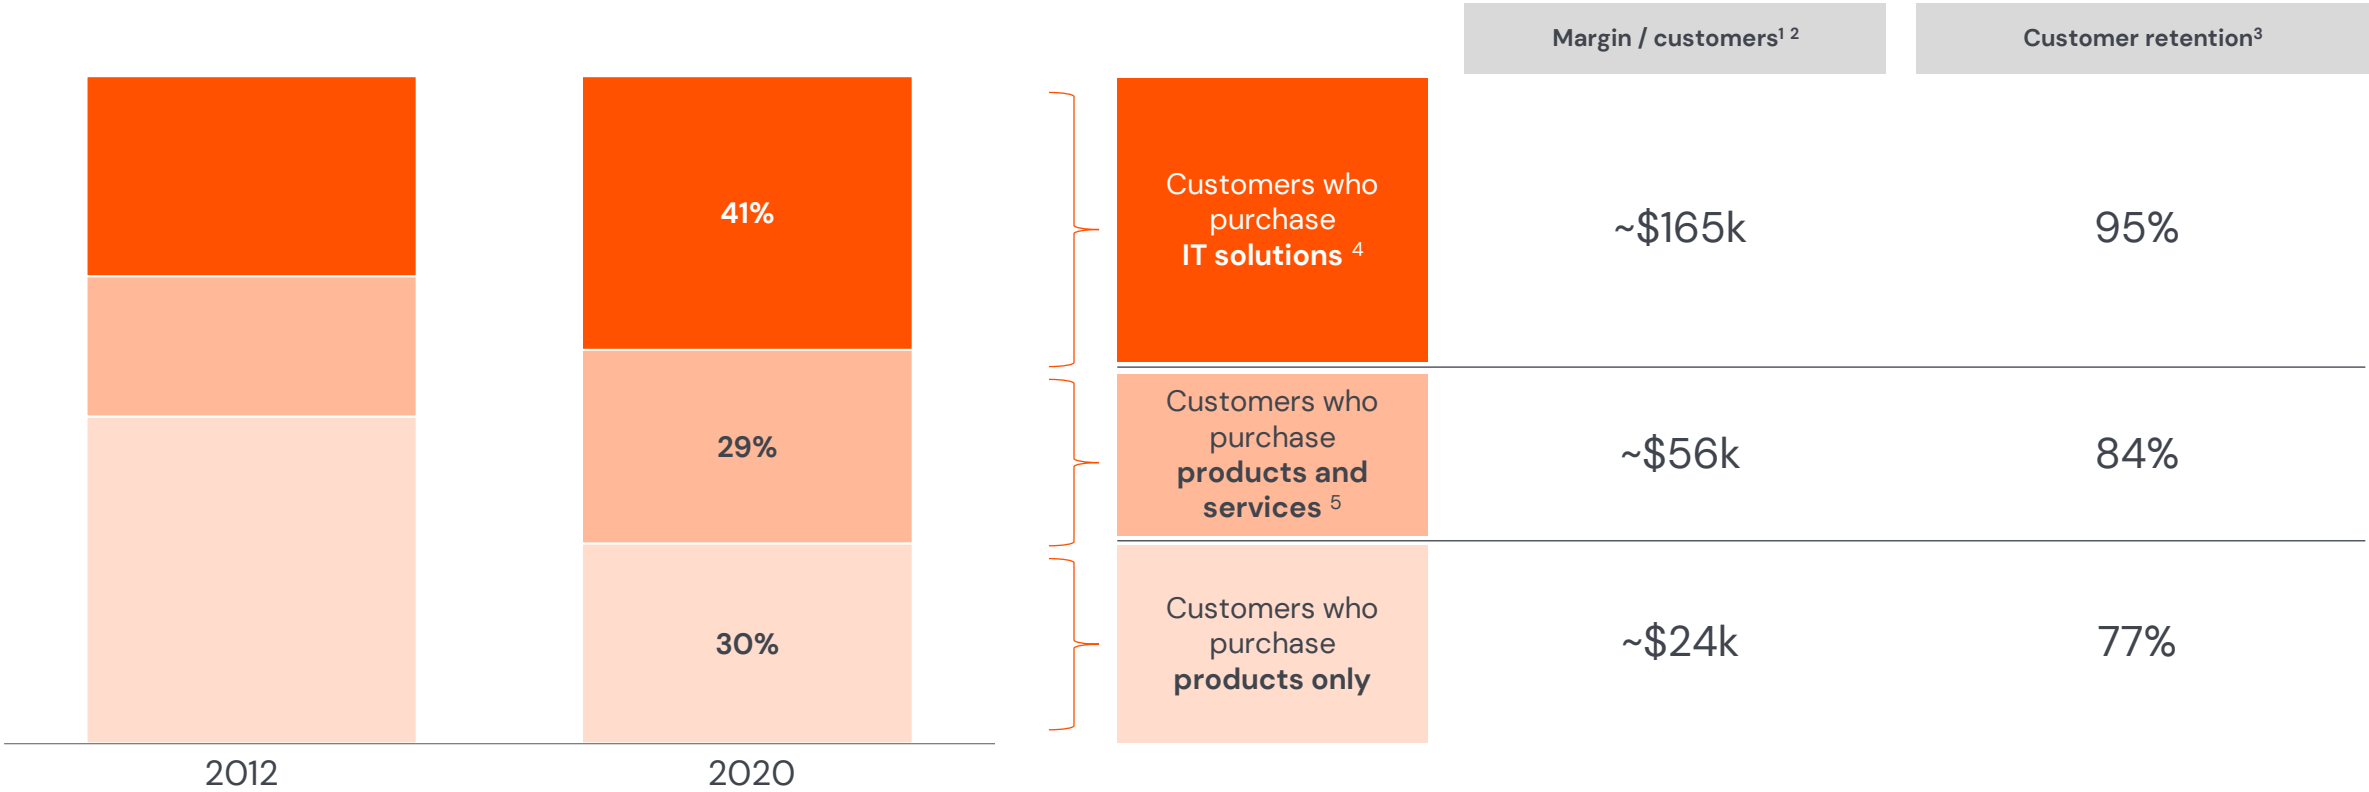 Margin / customers¹ ²
Customer retention³
41%
29%
30%
2012
2020
Customers who
purchase
IT solutions ⁴
~$165k
95%
Customers who
purchase
products and
services ⁵
~$56k
84%
Customers who
purchase
products only
~$24k
77%